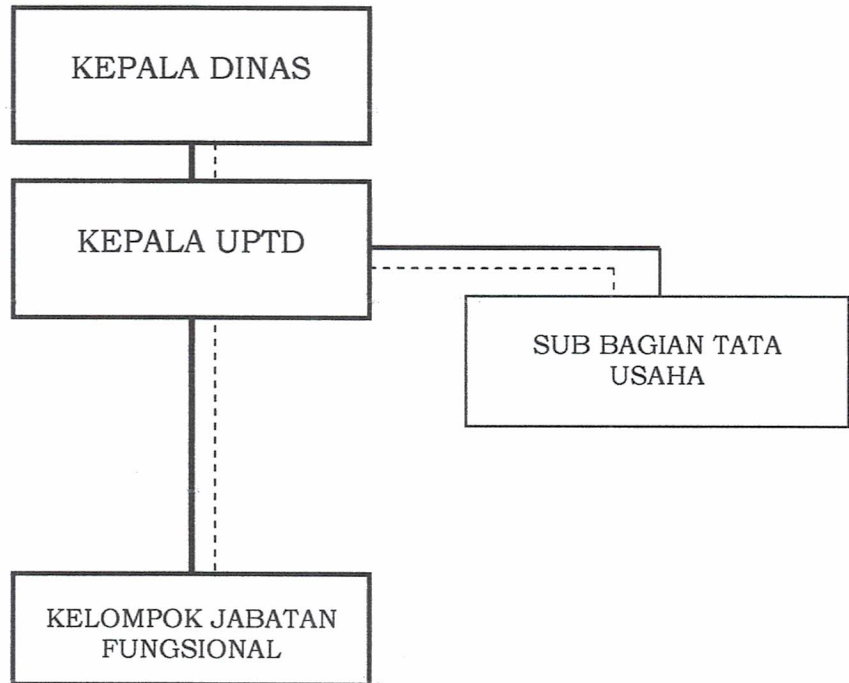 KEPALA DINAS
KEPALA UPTD
SUB BAGIAN TATA
USAHA
KELOMPOK JABATAN
FUNGSIONAL